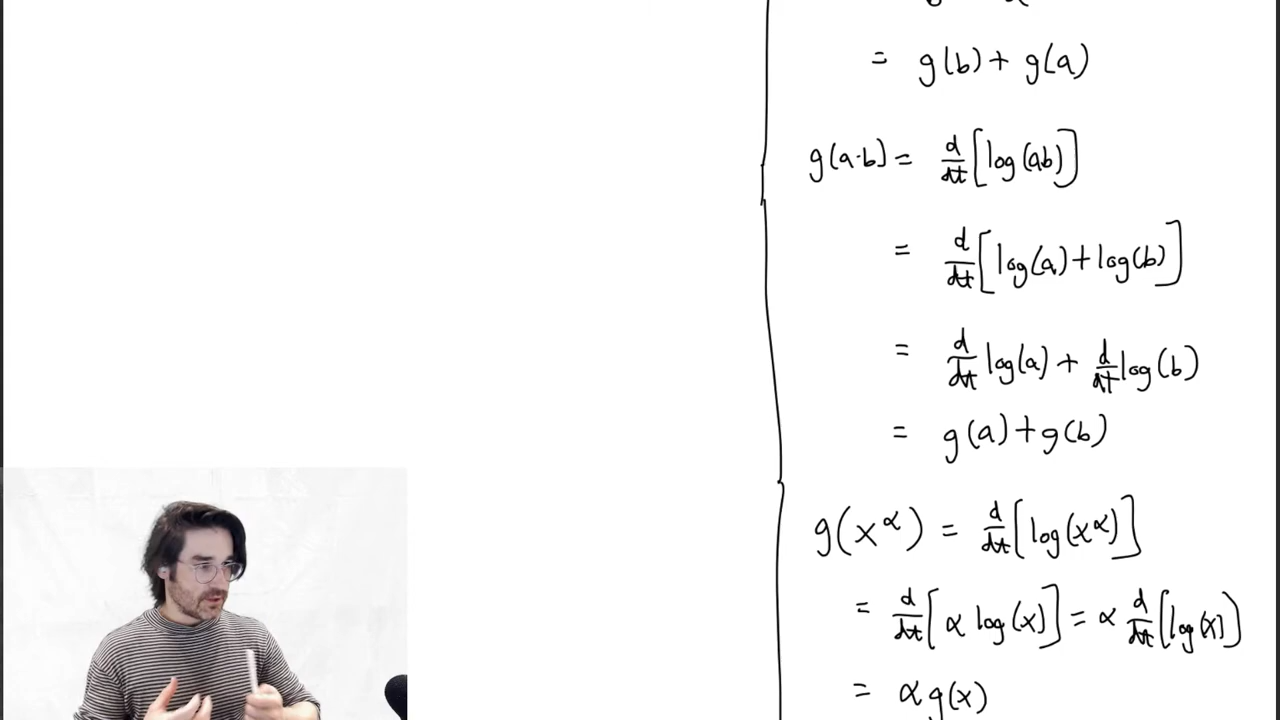 = g(b) + g(a)
g(a·b) = d/dt [log(ab)]
= d/dt [log(a) + log(b)]
= d/dt log(a) + d/dt log(b)
= g(a) + g(b)
g(x^α) = d/dt [log(x^α)]
= d/dt [α log(x)] = α d/dt [log(x)]
= α g(x)